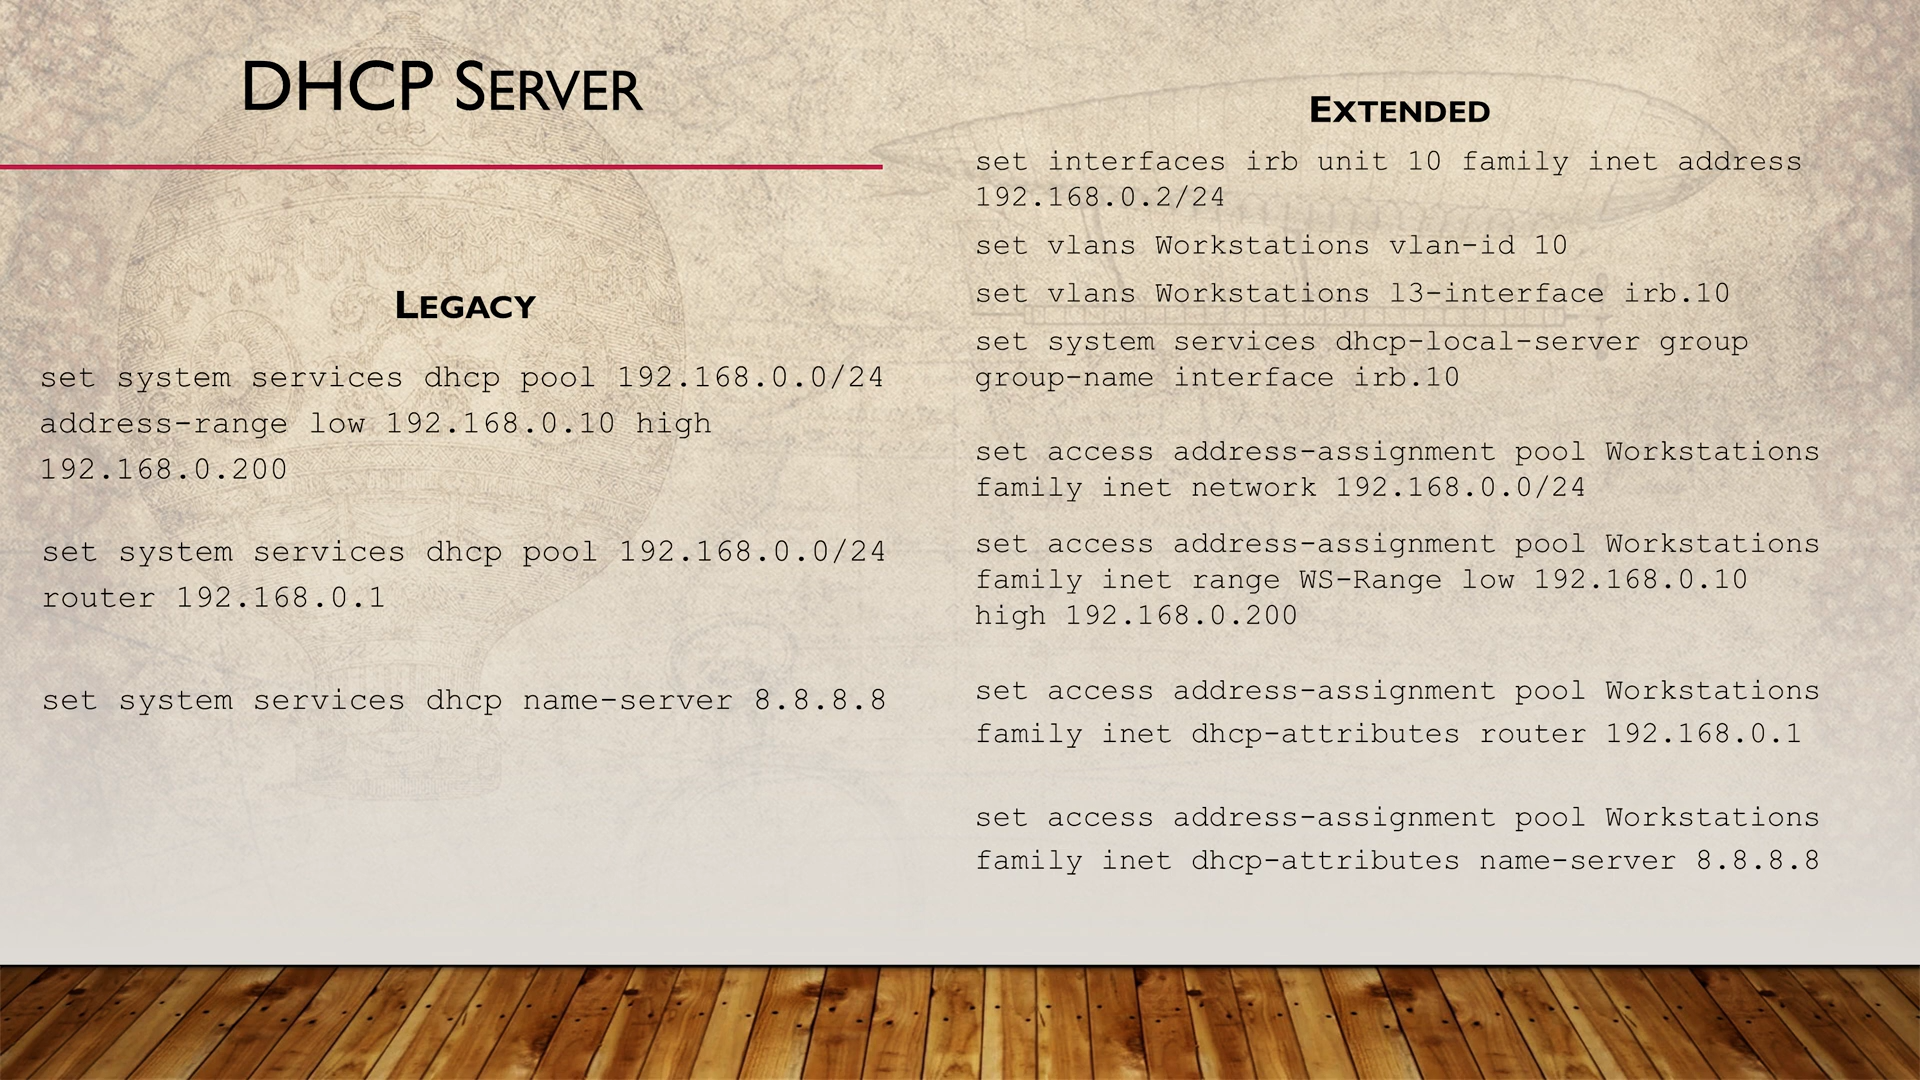 DHCP Server
Legacy
set system services dhcp pool 192.168.0.0/24
address-range low 192.168.0.10 high
192.168.0.200
set system services dhcp pool 192.168.0.0/24
router 192.168.0.1
set system services dhcp name-server 8.8.8.8
Extended
set interfaces irb unit 10 family inet address
192.168.0.2/24
set vlans Workstations vlan-id 10
set vlans Workstations l3-interface irb.10
set system services dhcp-local-server group
group-name interface irb.10
set access address-assignment pool Workstations
family inet network 192.168.0.0/24
set access address-assignment pool Workstations
family inet range WS-Range low 192.168.0.10
high 192.168.0.200
set access address-assignment pool Workstations
family inet dhcp-attributes router 192.168.0.1
set access address-assignment pool Workstations
family inet dhcp-attributes name-server 8.8.8.8